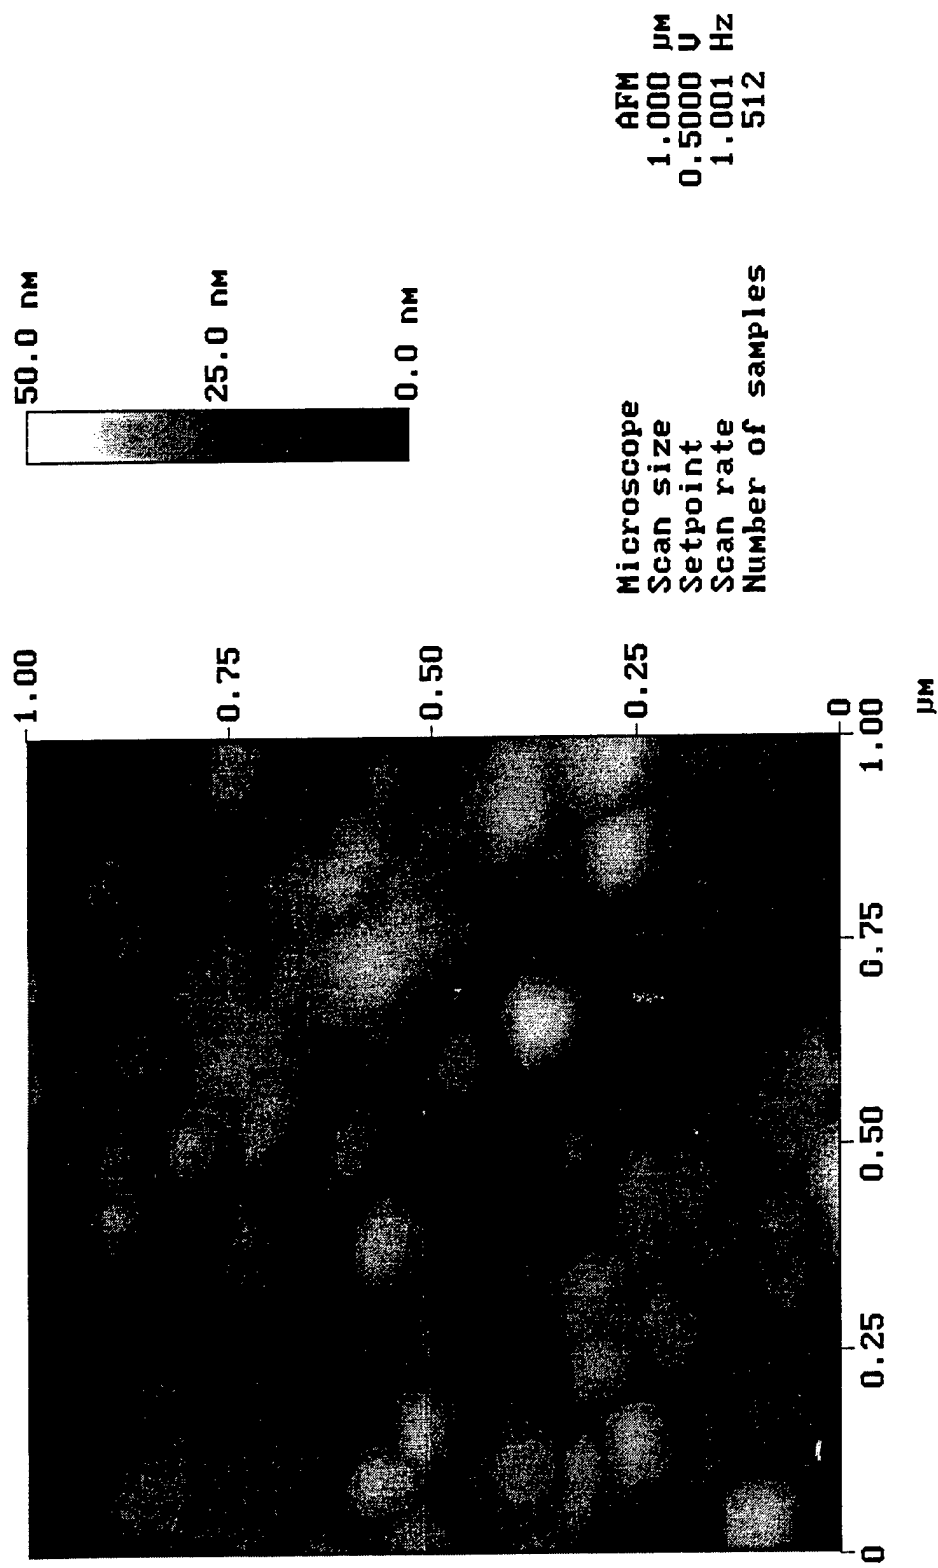 50.0 nM
25.0 nM
0.0 nM
1.00
0.75
0.50
0.25
0
0 0.25 0.50 0.75 1.00
µM
Microscope AFM
Scan size 1.000 µM
Setpoint 0.5000 V
Scan rate 1.001 Hz
Number of samples 512